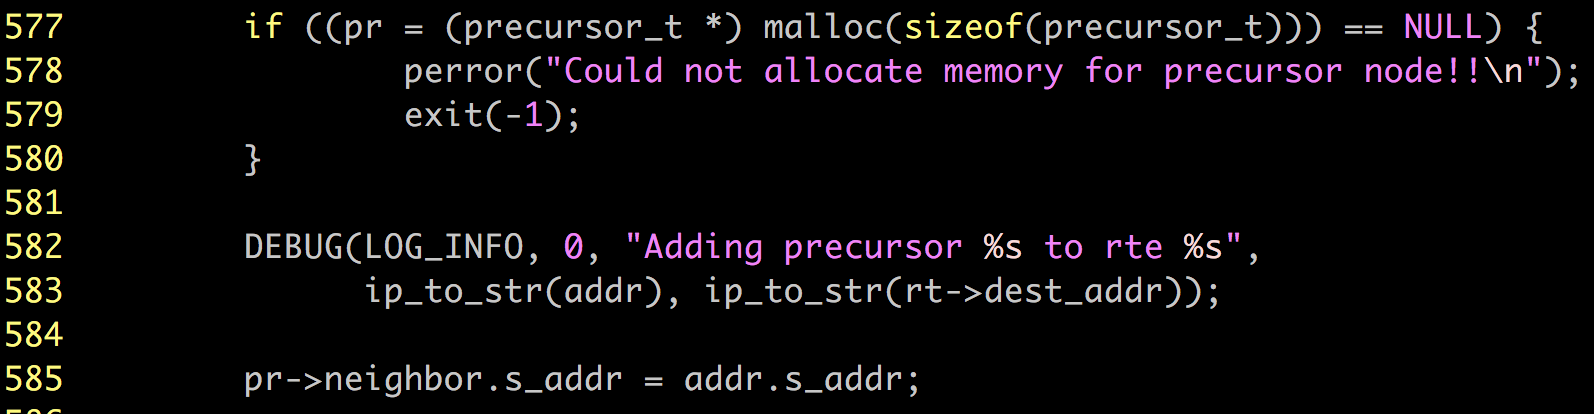 577 if ((pr = (precursor_t *) malloc(sizeof(precursor_t))) == NULL) {
578 perror("Could not allocate memory for precursor node!!\n");
579 exit(-1);
580 }
581
582 DEBUG(LOG_INFO, 0, "Adding precursor %s to rte %s",
583 ip_to_str(addr), ip_to_str(rt->dest_addr));
584
585 pr->neighbor.s_addr = addr.s_addr;